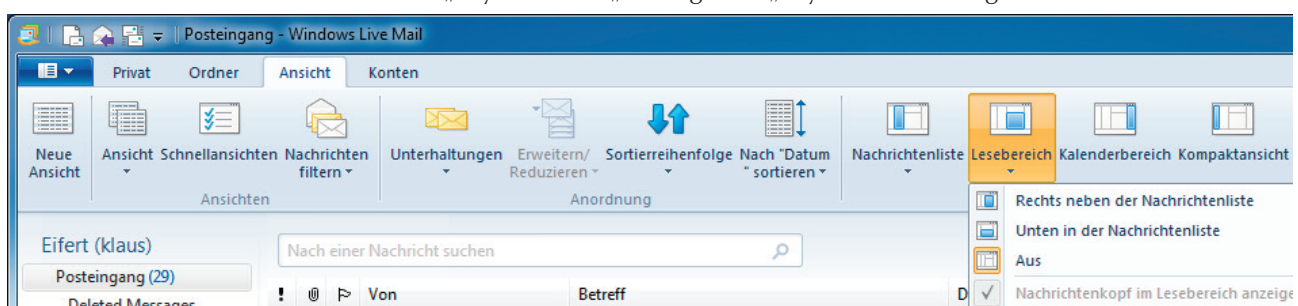 Posteingang - Windows Live Mail
Privat Ordner Ansicht Konten
Neue Ansicht Schnellansichten Nachrichten Unterhaltungen Erweitern/ Sortierreihenfolge Nach "Datum Nachrichtenliste Lesebereich Kalenderbereich Kompaktansicht
Ansicht filtern Reduzieren " sortieren
Ansichten Anordnung
Rechts neben der Nachrichtenliste
Eifert (klaus) Nach einer Nachricht suchen Unten in der Nachrichtenliste
Posteingang (29) Aus
Deleted Messages ! Von Betreff D Nachrichtenkopf im Lesebereich anzeige